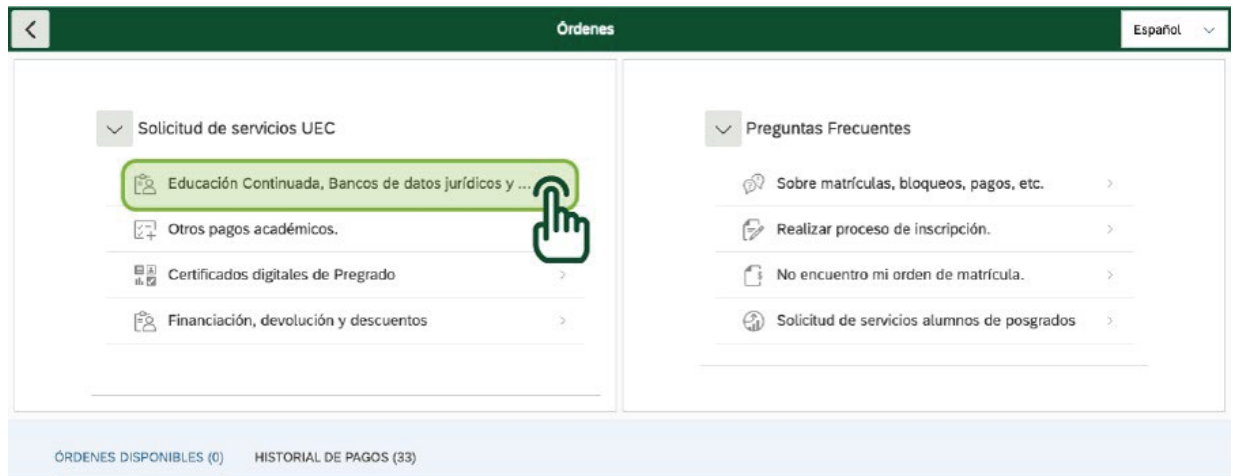 Órdenes
Español
Solicitud de servicios UEC
Educación Continuada, Bancos de datos jurídicos y ...
Otros pagos académicos.
Certificados digitales de Pregrado
Financiación, devolución y descuentos
Preguntas Frecuentes
Sobre matrículas, bloqueos, pagos, etc.
Realizar proceso de inscripción.
No encuentro mi orden de matrícula.
Solicitud de servicios alumnos de posgrados
ÓRDENES DISPONIBLES (0)
HISTORIAL DE PAGOS (33)